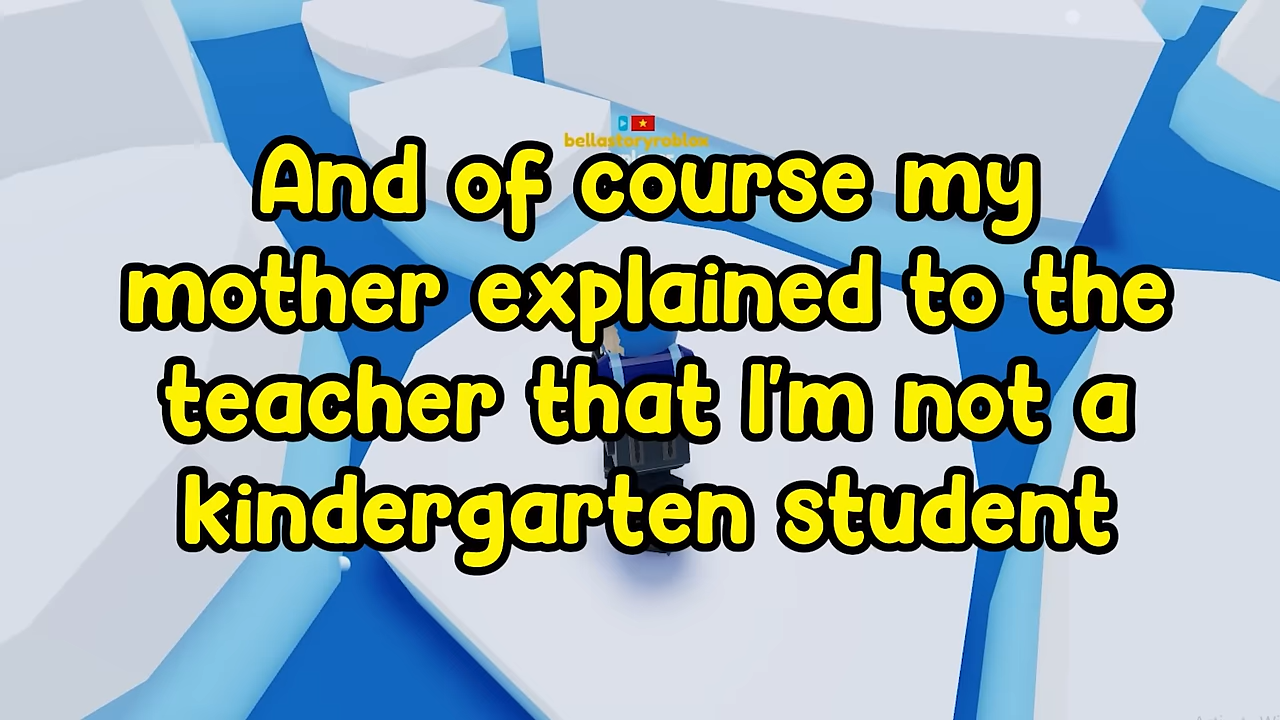 bellastoryroblox
And of course my
mother explained to the
teacher that I'm not a
kindergarten student